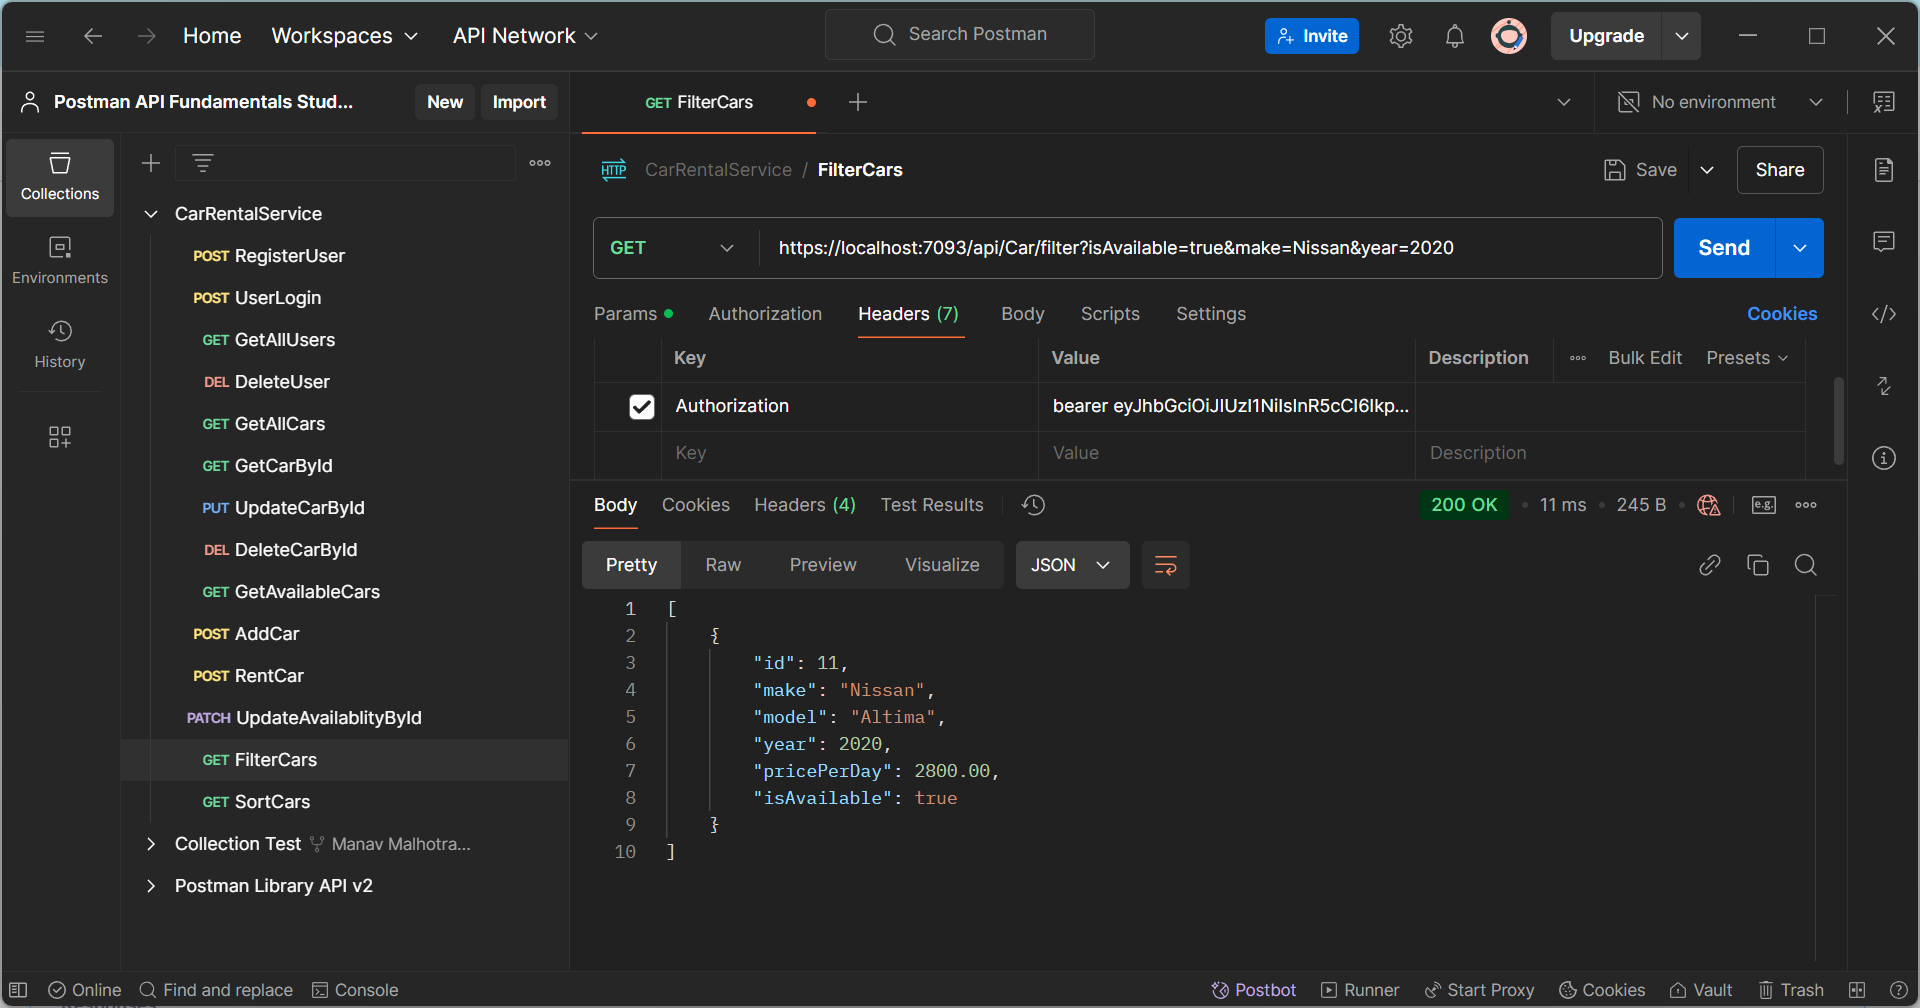 Home Workspaces API Network Search Postman Invite Upgrade
Postman API Fundamentals Stud... New Import GET FilterCars No environment
Collections
Environments
History
CarRentalService
POST RegisterUser
POST UserLogin
GET GetAllUsers
DEL DeleteUser
GET GetAllCars
GET GetCarById
PUT UpdateCarById
DEL DeleteCarById
GET GetAvailableCars
POST AddCar
POST RentCar
PATCH UpdateAvailablityById
GET FilterCars
GET SortCars
Collection Test Manav Malhotra...
Postman Library API v2
HTTP CarRentalService / FilterCars Save Share
GET https://localhost:7093/api/Car/filter?isAvailable=true&make=Nissan&year=2020 Send
Params Authorization Headers (7) Body Scripts Settings Cookies
Key Value Description Bulk Edit Presets
Authorization bearer eyJhbGciOiJIUzI1NiIsInR5cCI6Ikp...
Key Value Description
Body Cookies Headers (4) Test Results 200 OK 11 ms 245 B e.g.
Pretty Raw Preview Visualize JSON
1 [
2 {
3 "id": 11,
4 "make": "Nissan",
5 "model": "Altima",
6 "year": 2020,
7 "pricePerDay": 2800.00,
8 "isAvailable": true
9 }
10 ]
Online Find and replace Console Postbot Runner Start Proxy Cookies Vault Trash